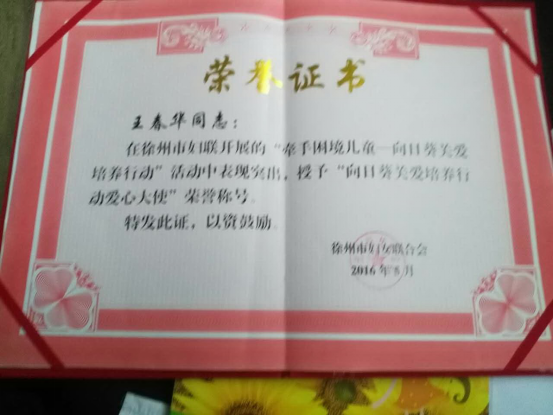 荣誉证书
王春华同志：
在徐州市妇联开展的“牵手困境儿童—向日葵关爱
培养行动”活动中表现突出，授予“向日葵关爱培养行
动爱心大使”荣誉称号。
特发此证，以资鼓励。
徐州市妇女联合会
2016年8月